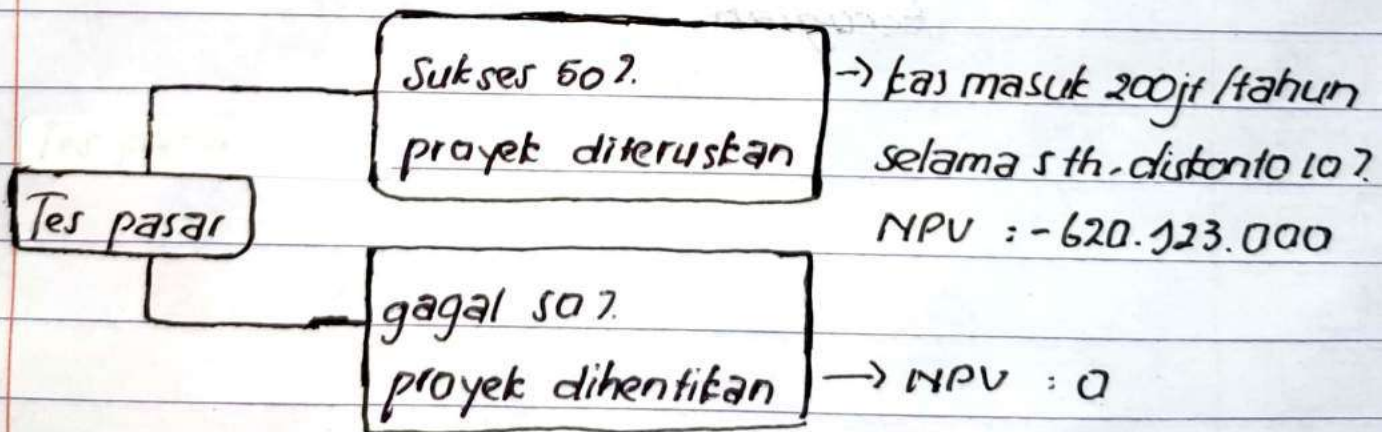 Sukses 50%
proyek diteruskan
→ kas masuk 200jt/tahun
selama 5 th. diskonto 10%
NPV : -620.923.000
Tes pasar
gagal 50%
proyek dihentikan
→ NPV : 0